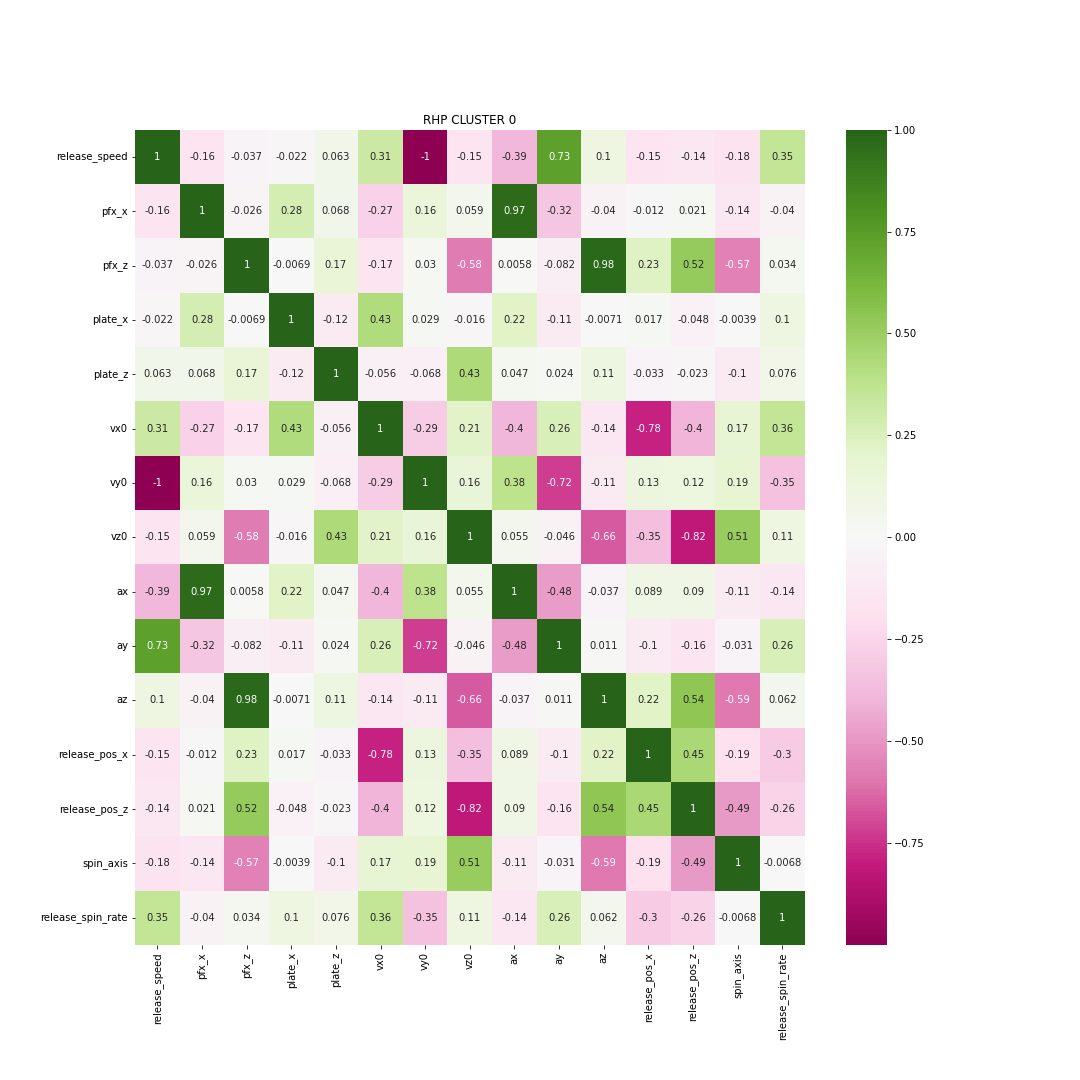 RHP CLUSTER 0
release_speed 1 -0.16 -0.037 -0.022 0.063 0.31 -1 -0.15 -0.39 0.73 0.1 -0.15 -0.14 -0.18 0.35
pfx_x -0.16 1 -0.026 0.28 0.068 -0.27 0.16 0.059 0.97 -0.32 -0.04 -0.012 0.021 -0.14 -0.04
pfx_z -0.037 -0.026 1 -0.0069 0.17 -0.17 0.03 -0.58 0.0058 -0.082 0.98 0.23 0.52 -0.57 0.034
plate_x -0.022 0.28 -0.0069 1 -0.12 0.43 0.029 -0.016 0.22 -0.11 -0.0071 0.017 -0.048 -0.0039 0.1
plate_z 0.063 0.068 0.17 -0.12 1 -0.056 -0.068 0.43 0.047 0.024 0.11 -0.033 -0.023 -0.1 0.076
vx0 0.31 -0.27 -0.17 0.43 -0.056 1 -0.29 0.21 -0.4 0.26 -0.14 -0.78 -0.4 0.17 0.36
vy0 -1 0.16 0.03 0.029 -0.068 -0.29 1 0.16 0.38 -0.72 -0.11 0.13 0.12 0.19 -0.35
vz0 -0.15 0.059 -0.58 -0.016 0.43 0.21 0.16 1 0.055 -0.046 -0.66 -0.35 -0.82 0.51 0.11
ax -0.39 0.97 0.0058 0.22 0.047 -0.4 0.38 0.055 1 -0.48 -0.037 0.089 0.09 -0.11 -0.14
ay 0.73 -0.32 -0.082 -0.11 0.024 0.26 -0.72 -0.046 -0.48 1 0.011 -0.1 -0.16 -0.031 0.26
az 0.1 -0.04 0.98 -0.0071 0.11 -0.14 -0.11 -0.66 -0.037 0.011 1 0.22 0.54 -0.59 0.062
release_pos_x -0.15 -0.012 0.23 0.017 -0.033 -0.78 0.13 -0.35 0.089 -0.1 0.22 1 0.45 -0.19 -0.3
release_pos_z -0.14 0.021 0.52 -0.048 -0.023 -0.4 0.12 -0.82 0.09 -0.16 0.54 0.45 1 -0.49 -0.26
spin_axis -0.18 -0.14 -0.57 -0.0039 -0.1 0.17 0.19 0.51 -0.11 -0.031 -0.59 -0.19 -0.49 1 -0.0068
release_spin_rate 0.35 -0.04 0.034 0.1 0.076 0.36 -0.35 0.11 -0.14 0.26 0.062 -0.3 -0.26 -0.0068 1
release_speed pfx_x pfx_z plate_x plate_z vx0 vy0 vz0 ax ay az release_pos_x release_pos_z spin_axis release_spin_rate
1.00
0.75
0.50
0.25
0.00
−0.25
−0.50
−0.75